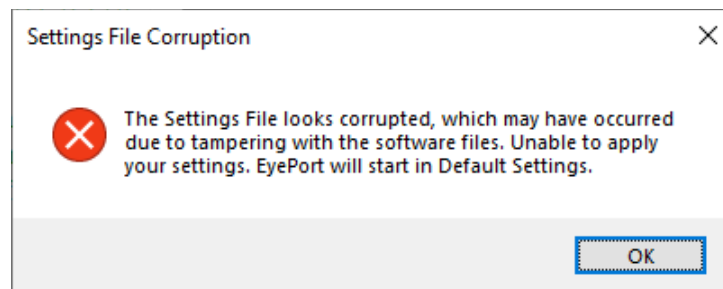 Settings File Corruption
The Settings File looks corrupted, which may have occurred
due to tampering with the software files. Unable to apply
your settings. EyePort will start in Default Settings.
OK